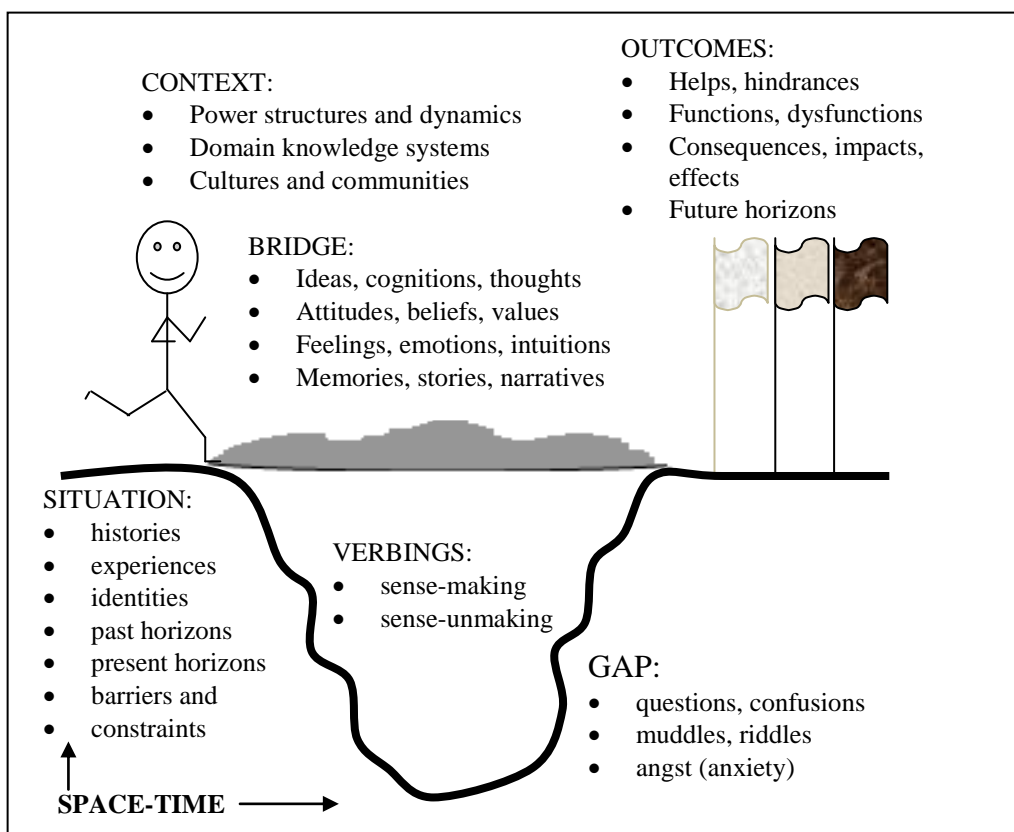 CONTEXT:
• Power structures and dynamics
• Domain knowledge systems
• Cultures and communities
OUTCOMES:
• Helps, hindrances
• Functions, dysfunctions
• Consequences, impacts,
effects
• Future horizons
BRIDGE:
• Ideas, cognitions, thoughts
• Attitudes, beliefs, values
• Feelings, emotions, intuitions
• Memories, stories, narratives
SITUATION:
• histories
• experiences
• identities
• past horizons
• present horizons
• barriers and
• constraints
VERBINGS:
• sense-making
• sense-unmaking
GAP:
• questions, confusions
• muddles, riddles
• angst (anxiety)
SPACE-TIME